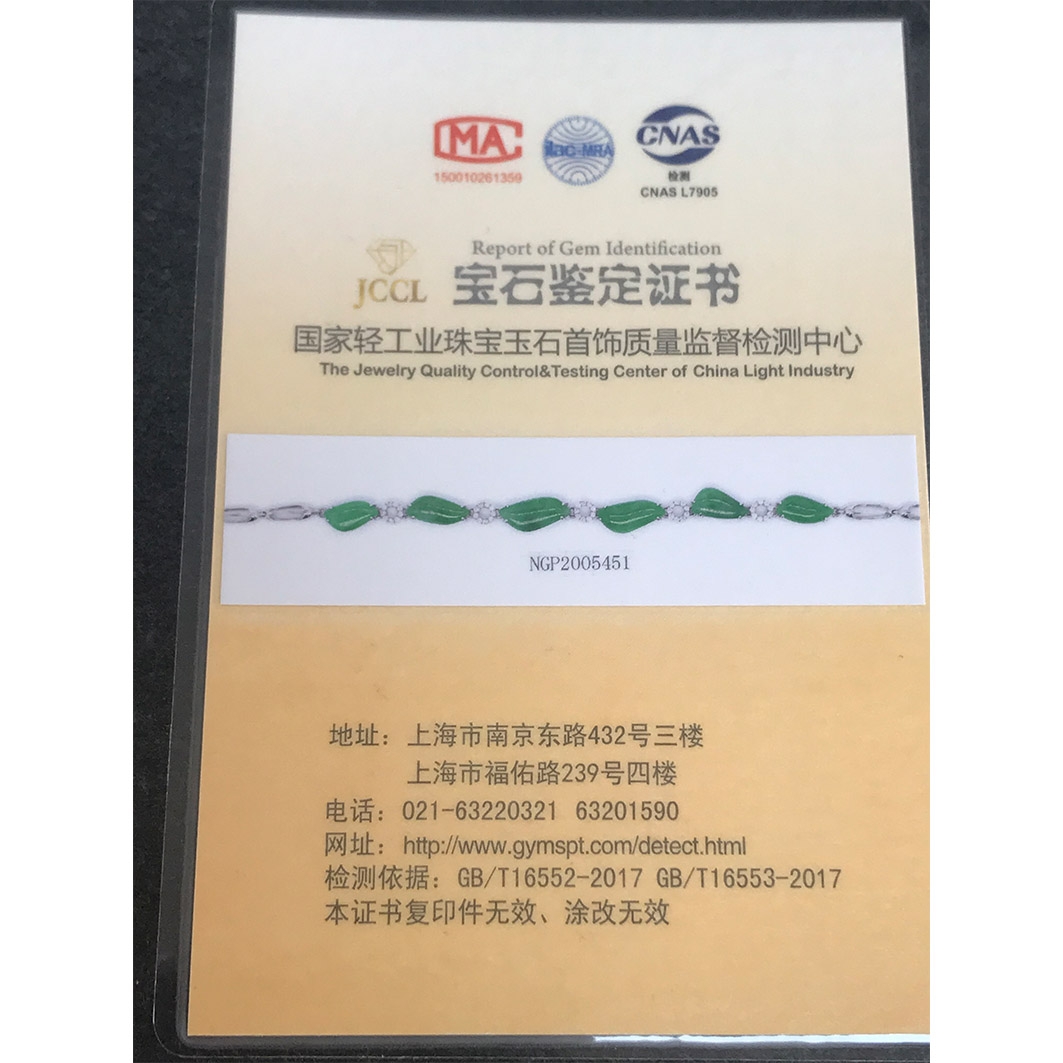 MA
150010261359
ilac-MRA
CNAS
检测
CNAS L7905
Report of Gem Identification
JCCL
宝石鉴定证书
国家轻工业珠宝玉石首饰质量监督检测中心
The Jewelry Quality Control&Testing Center of China Light Industry
NGP2005451
地址：上海市南京东路432号三楼
上海市福佑路239号四楼
电话：021-63220321 63201590
网址：http://www.gymspt.com/detect.html
检测依据：GB/T16552-2017 GB/T16553-2017
本证书复印件无效、涂改无效